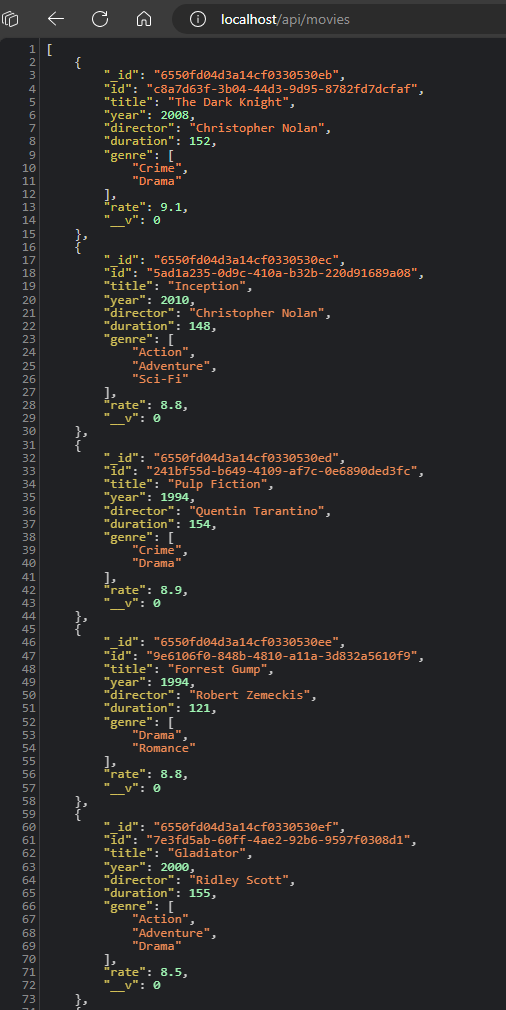 localhost/api/movies
1 [
2 {
3 "_id": "6550fd04d3a14cf0330530eb",
4 "id": "c8a7d63f-3b04-44d3-9d95-8782fd7dcfaf",
5 "title": "The Dark Knight",
6 "year": 2008,
7 "director": "Christopher Nolan",
8 "duration": 152,
9 "genre": [
10 "Crime",
11 "Drama"
12 ],
13 "rate": 9.1,
14 "__v": 0
15 },
16 {
17 "_id": "6550fd04d3a14cf0330530ec",
18 "id": "5ad1a235-0d9c-410a-b32b-220d91689a08",
19 "title": "Inception",
20 "year": 2010,
21 "director": "Christopher Nolan",
22 "duration": 148,
23 "genre": [
24 "Action",
25 "Adventure",
26 "Sci-Fi"
27 ],
28 "rate": 8.8,
29 "__v": 0
30 },
31 {
32 "_id": "6550fd04d3a14cf0330530ed",
33 "id": "241bf55d-b649-4109-af7c-0e6890ded3fc",
34 "title": "Pulp Fiction",
35 "year": 1994,
36 "director": "Quentin Tarantino",
37 "duration": 154,
38 "genre": [
39 "Crime",
40 "Drama"
41 ],
42 "rate": 8.9,
43 "__v": 0
44 },
45 {
46 "_id": "6550fd04d3a14cf0330530ee",
47 "id": "9e6106f0-848b-4810-a11a-3d832a5610f9",
48 "title": "Forrest Gump",
49 "year": 1994,
50 "director": "Robert Zemeckis",
51 "duration": 121,
52 "genre": [
53 "Drama",
54 "Romance"
55 ],
56 "rate": 8.8,
57 "__v": 0
58 },
59 {
60 "_id": "6550fd04d3a14cf0330530ef",
61 "id": "7e3fd5ab-60ff-4ae2-92b6-9597f0308d1",
62 "title": "Gladiator",
63 "year": 2000,
64 "director": "Ridley Scott",
65 "duration": 155,
66 "genre": [
67 "Action",
68 "Adventure",
69 "Drama"
70 ],
71 "rate": 8.5,
72 "__v": 0
73 },